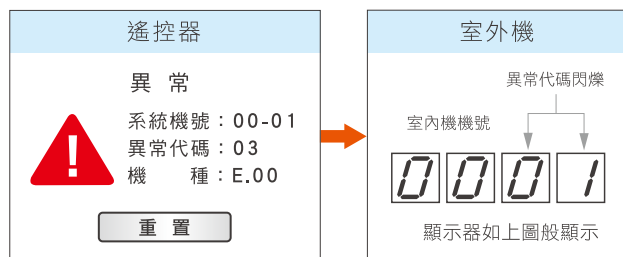 遙控器
異 常
系統機號：00-01
異常代碼：03
機　　種：E.00
重 置
室外機
異常代碼閃爍
室內機機號
0001
顯示器如上圖般顯示